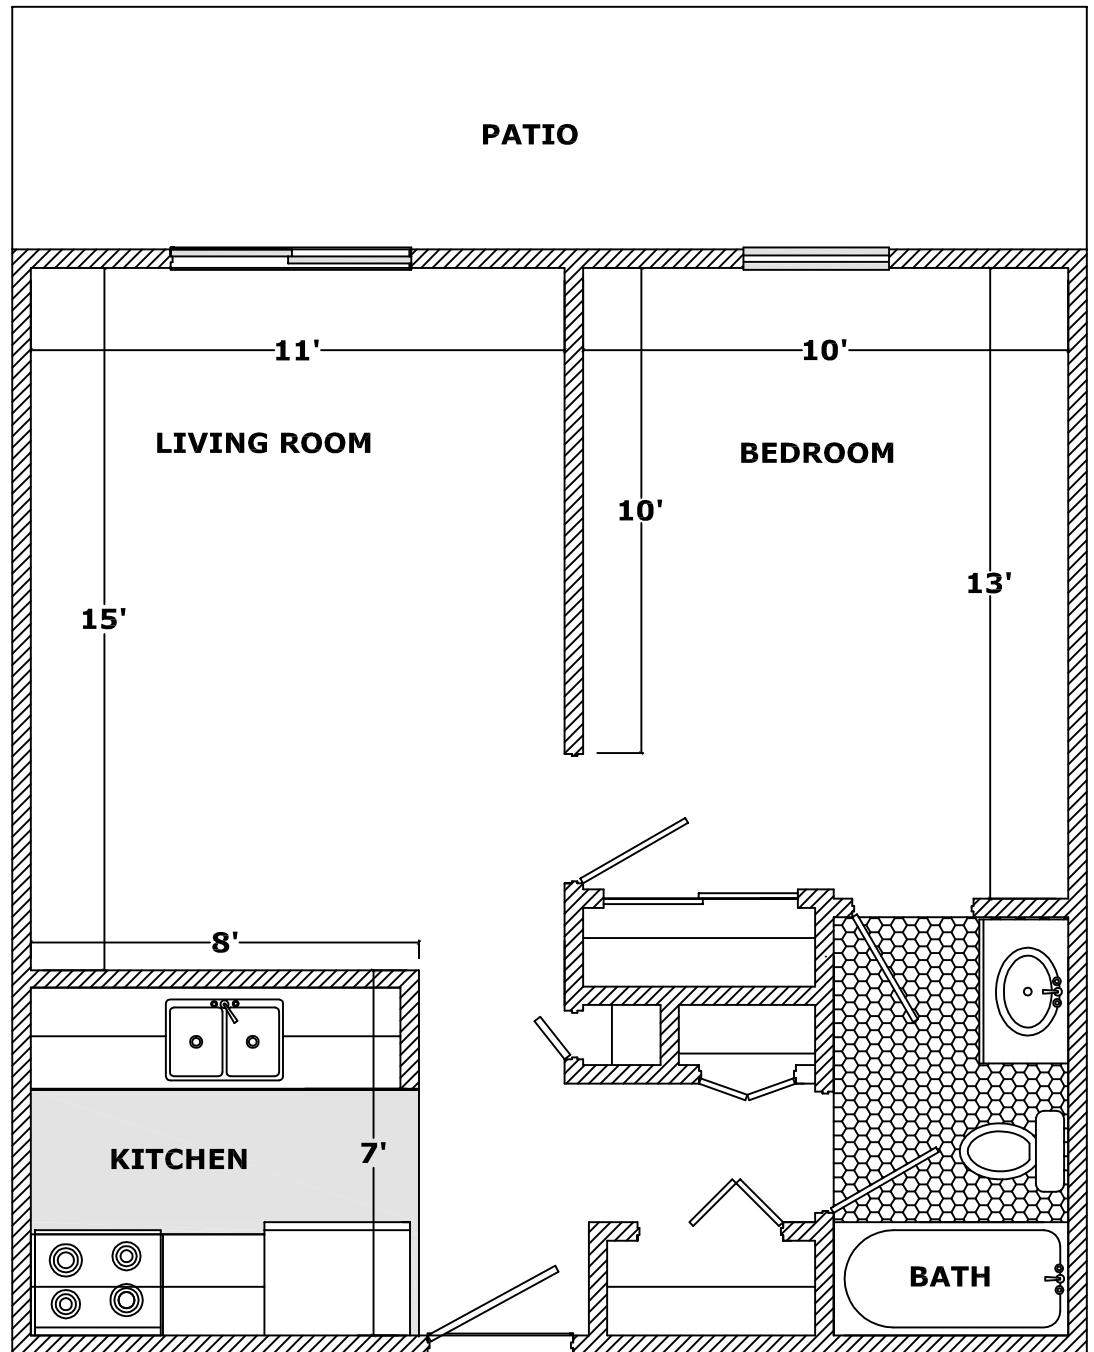 PATIO
11'
10'
LIVING ROOM
BEDROOM
10'
13'
15'
8'
KITCHEN
7'
BATH